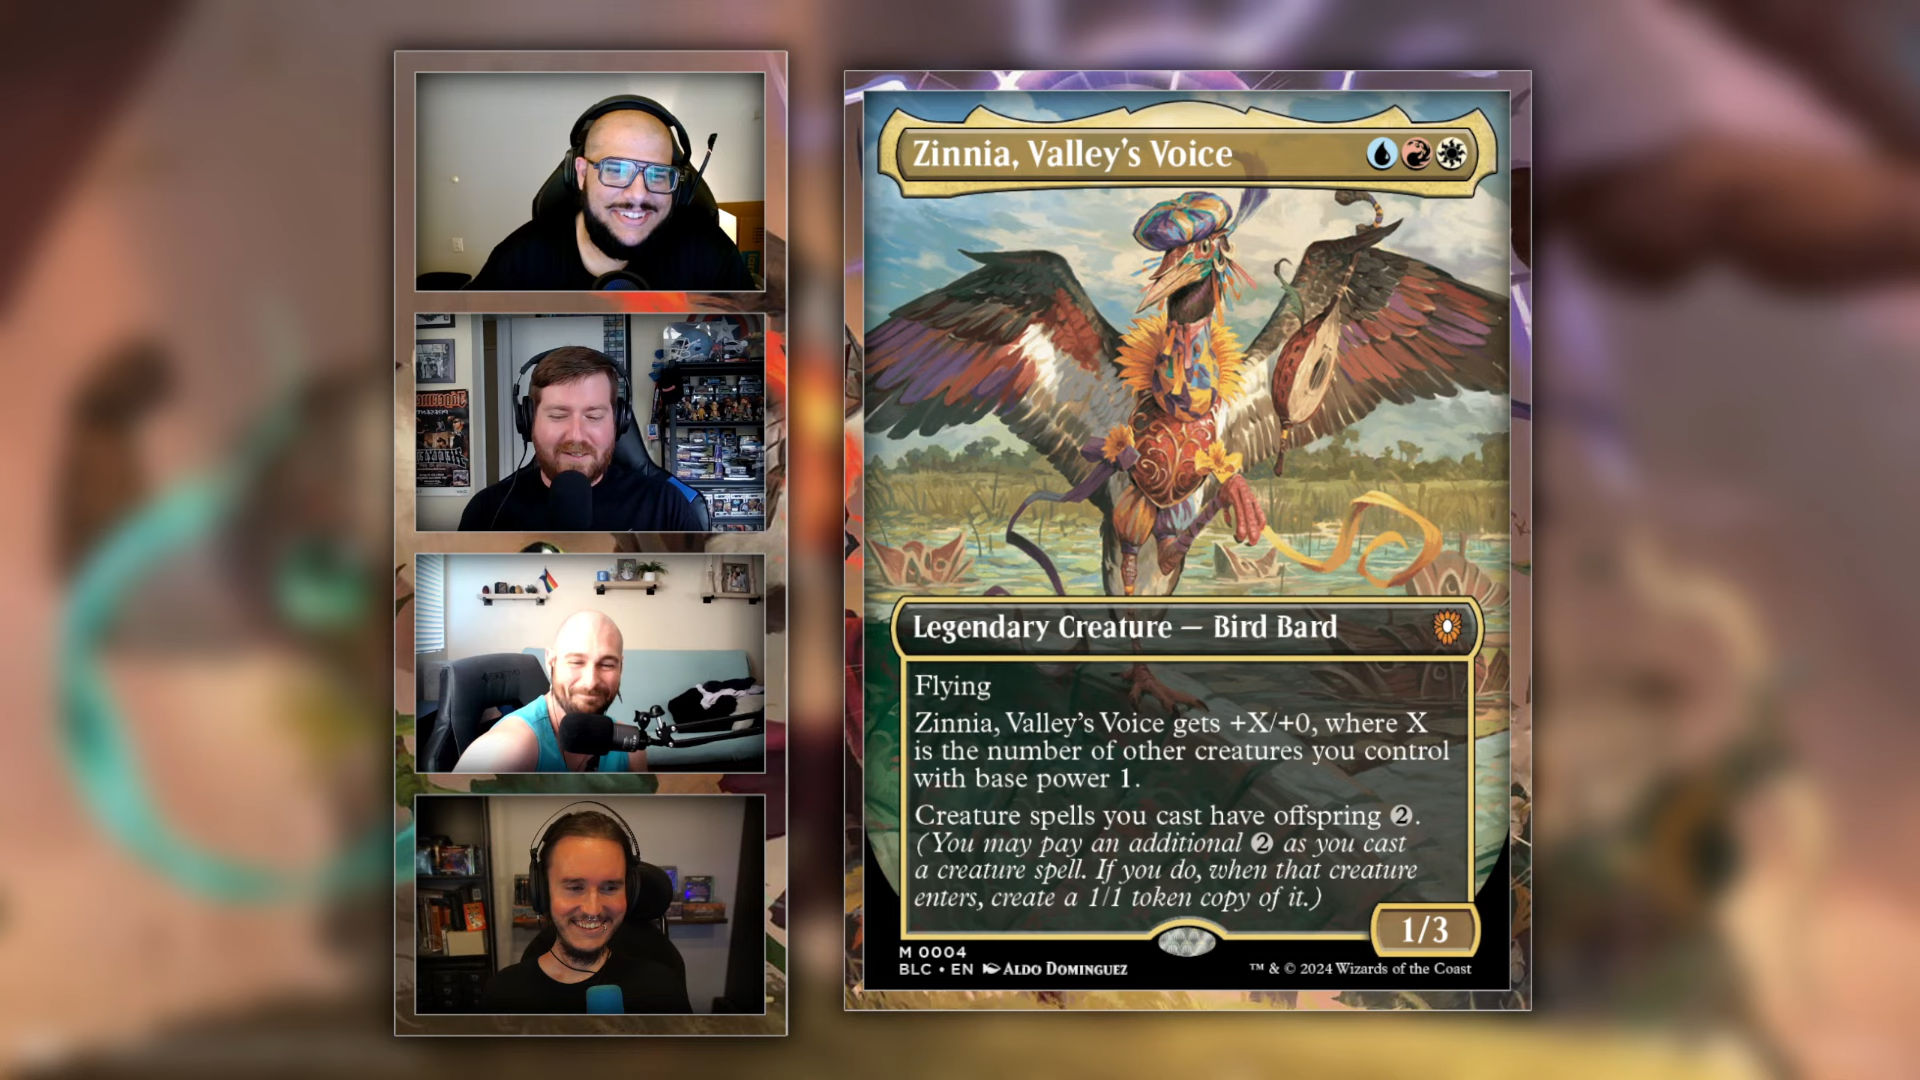 Zinnia, Valley's Voice
Legendary Creature — Bird Bard
Flying
Zinnia, Valley's Voice gets +X/+0, where X
is the number of other creatures you control
with base power 1.
Creature spells you cast have offspring 2.
(You may pay an additional 2 as you cast
a creature spell. If you do, when that creature
enters, create a 1/1 token copy of it.)
1/3
M 0004
BLC • EN ALDO DOMINGUEZ
™ & © 2024 Wizards of the Coast